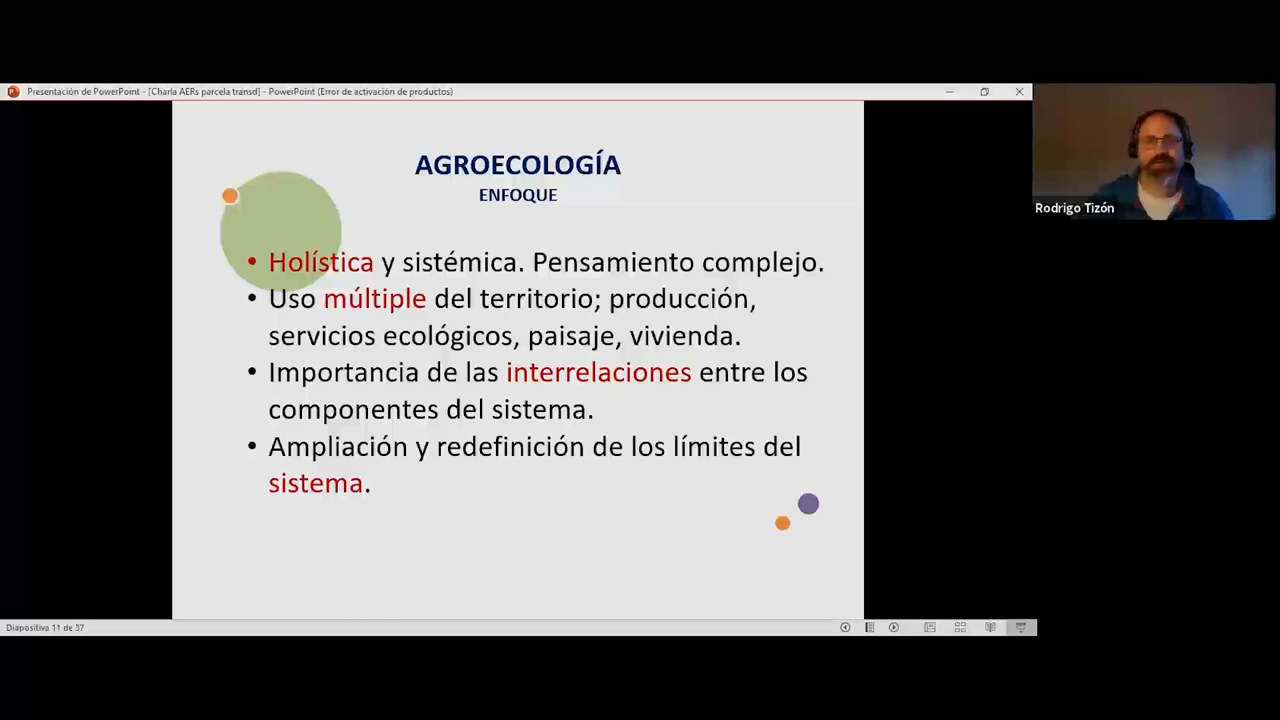 Presentación de PowerPoint - [Charla AERs parcela transd] - PowerPoint (Error de activación de productos)
AGROECOLOGÍA
ENFOQUE
• Holística y sistémica. Pensamiento complejo.
• Uso múltiple del territorio; producción,
servicios ecológicos, paisaje, vivienda.
• Importancia de las interrelaciones entre los
componentes del sistema.
• Ampliación y redefinición de los límites del
sistema.
Rodrigo Tizón
Diapositiva 11 de 37